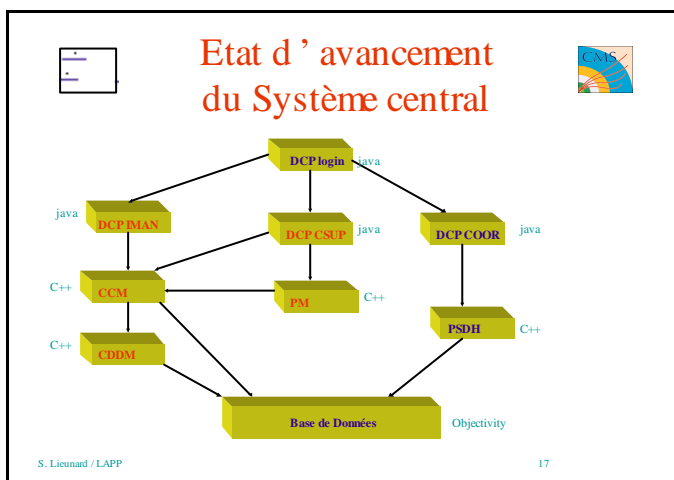 Etat d ’ avancement
du Système central
CMS
DCP login java
java DCP IMAN
DCP CSUP java
DCP COOR java
C++ CCM
PM C++
C++ CDDM
PSDH C++
Base de Données Objectivity
S. Lieunard / LAPP 17